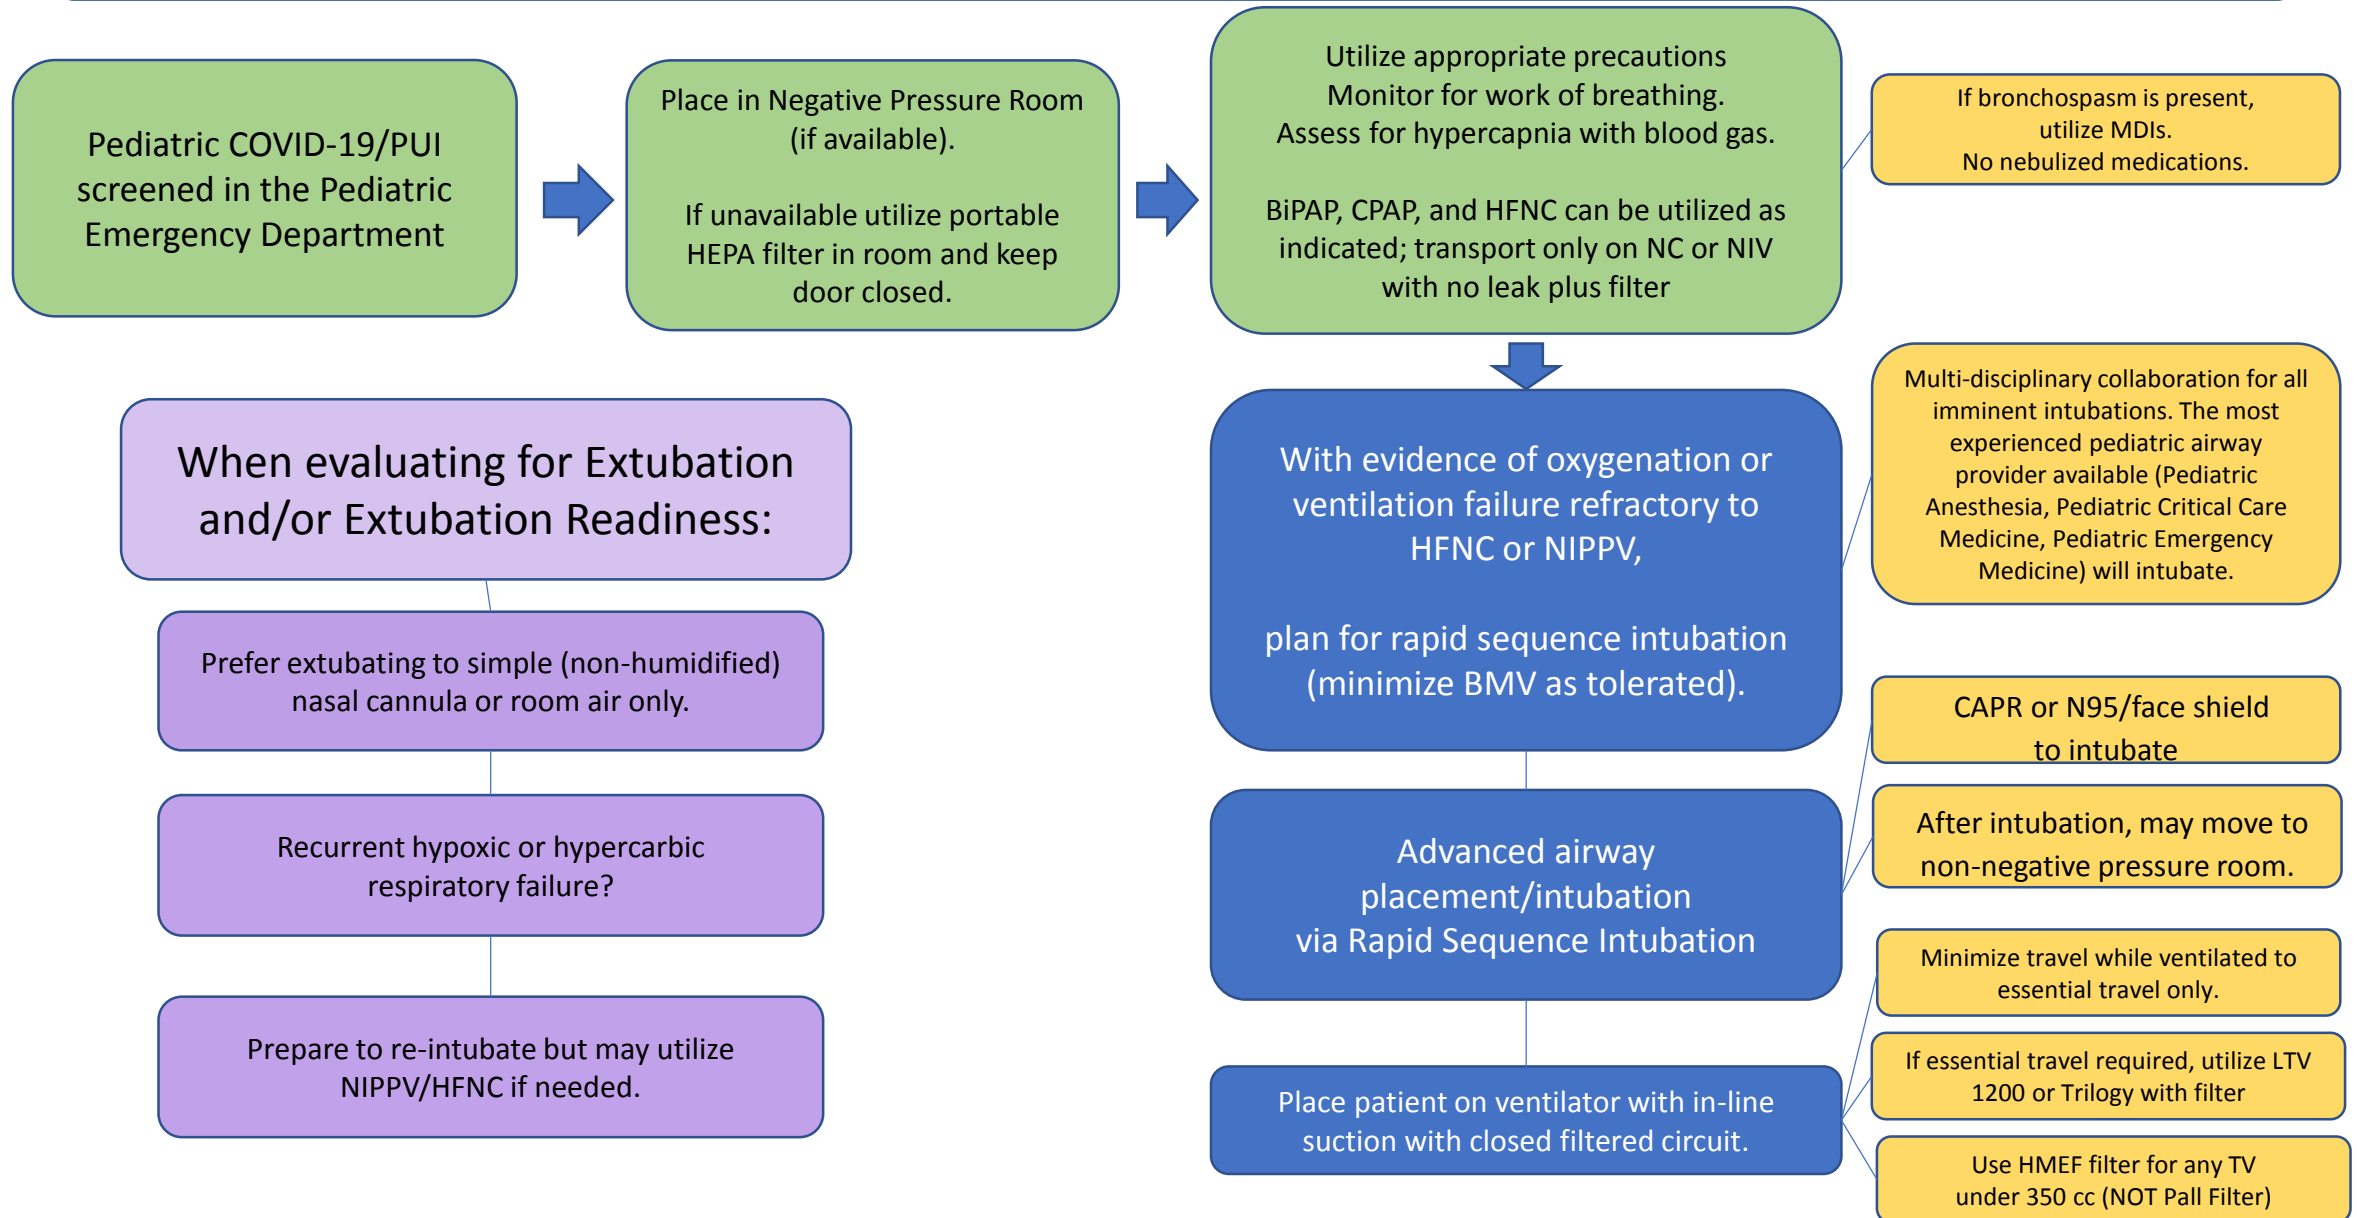 Pediatric COVID-19/PUI
screened in the Pediatric
Emergency Department
Place in Negative Pressure Room
(if available).
If unavailable utilize portable
HEPA filter in room and keep
door closed.
Utilize appropriate precautions
Monitor for work of breathing.
Assess for hypercapnia with blood gas.
BiPAP, CPAP, and HFNC can be utilized as
indicated; transport only on NC or NIV
with no leak plus filter
If bronchospasm is present,
utilize MDIs.
No nebulized medications.
With evidence of oxygenation or
ventilation failure refractory to
HFNC or NIPPV,
plan for rapid sequence intubation
(minimize BMV as tolerated).
Multi-disciplinary collaboration for all
imminent intubations. The most
experienced pediatric airway
provider available (Pediatric
Anesthesia, Pediatric Critical Care
Medicine, Pediatric Emergency
Medicine) will intubate.
Advanced airway
placement/intubation
via Rapid Sequence Intubation
CAPR or N95/face shield
to intubate
After intubation, may move to
non-negative pressure room.
Place patient on ventilator with in-line
suction with closed filtered circuit.
Minimize travel while ventilated to
essential travel only.
If essential travel required, utilize LTV
1200 or Trilogy with filter
Use HMEF filter for any TV
under 350 cc (NOT Pall Filter)
When evaluating for Extubation
and/or Extubation Readiness:
Prefer extubating to simple (non-humidified)
nasal cannula or room air only.
Recurrent hypoxic or hypercarbic
respiratory failure?
Prepare to re-intubate but may utilize
NIPPV/HFNC if needed.